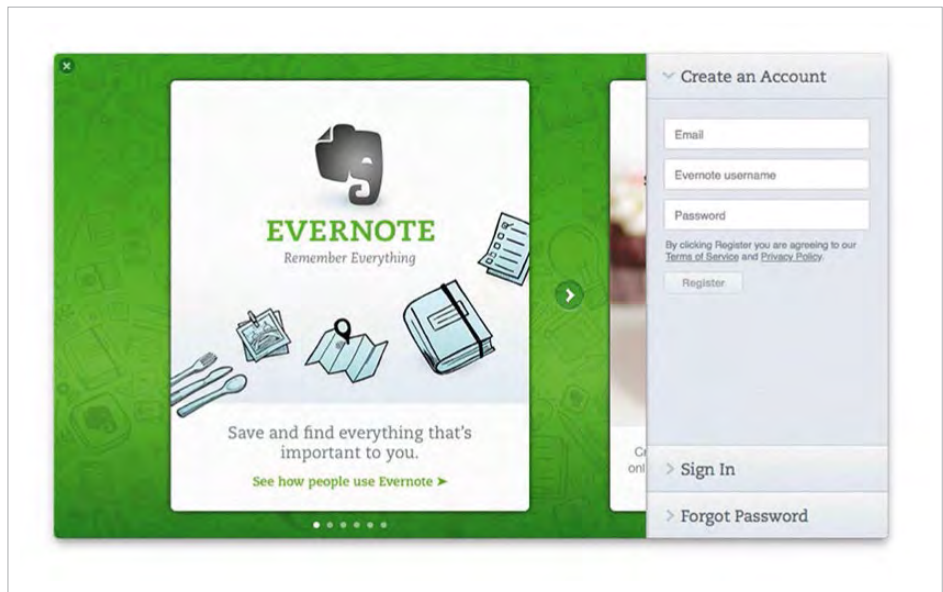 EVERNOTE
Remember Everything
Save and find everything that's
important to you.
See how people use Evernote ➤
Create an Account
Email
Evernote username
Password
By clicking Register you are agreeing to our
Terms of Service and Privacy Policy.
Register
Sign In
Forgot Password